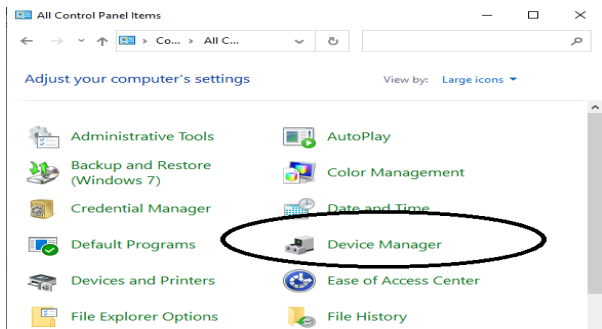 All Control Panel Items
Co... > All C...
Adjust your computer's settings
View by: Large icons
Administrative Tools
AutoPlay
Backup and Restore
(Windows 7)
Color Management
Credential Manager
Date and Time
Default Programs
Device Manager
Devices and Printers
Ease of Access Center
File Explorer Options
File History